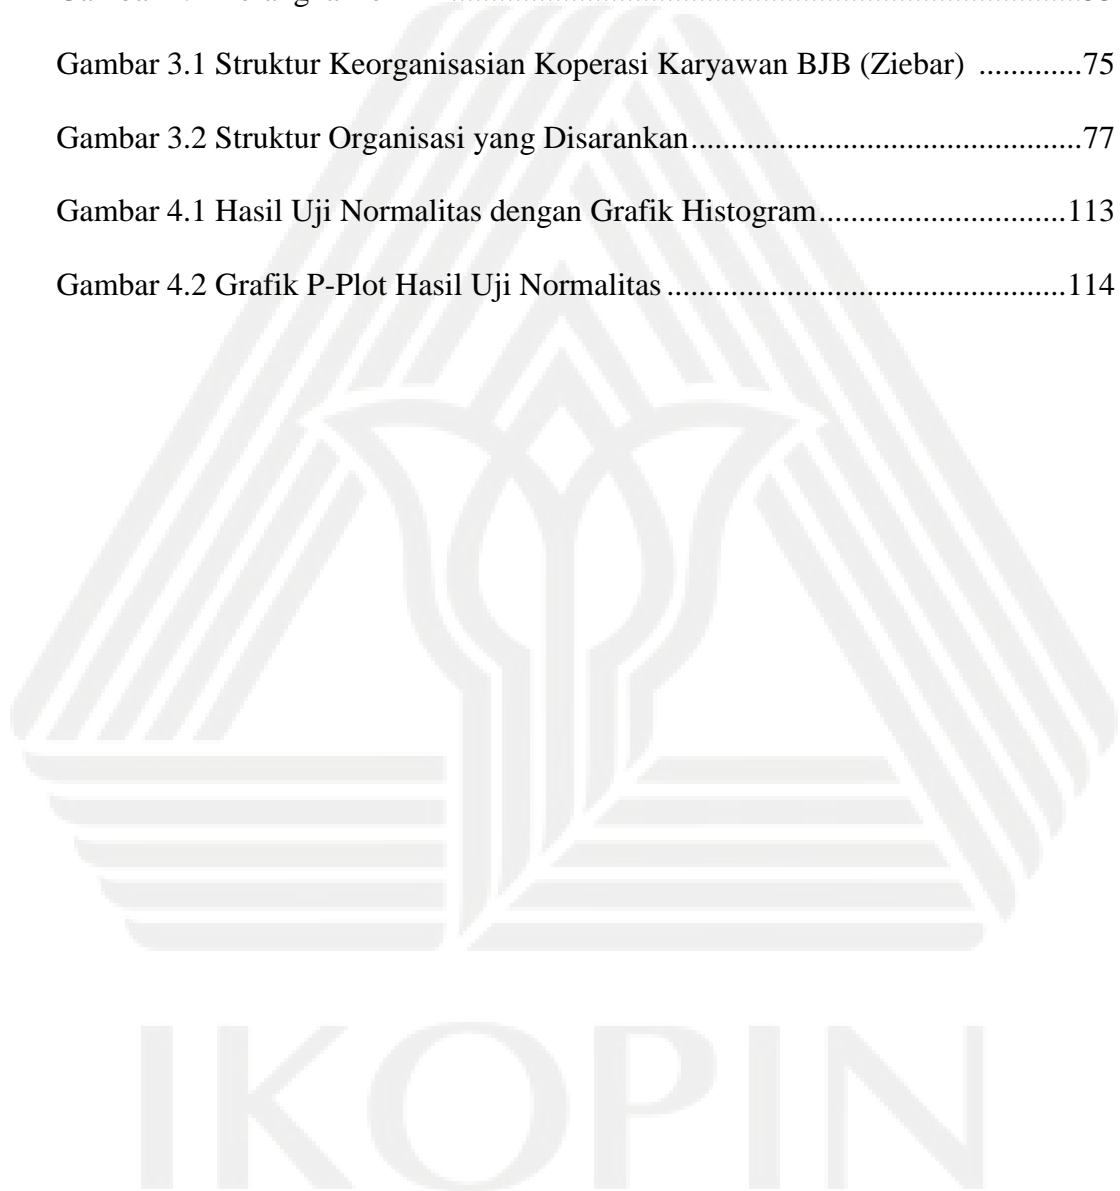 Gambar 3.1 Struktur Keorganisasian Koperasi Karyawan BJB (Ziebar) .............75
Gambar 3.2 Struktur Organisasi yang Disarankan.................................................77
Gambar 4.1 Hasil Uji Normalitas dengan Grafik Histogram...............................113
Gambar 4.2 Grafik P-Plot Hasil Uji Normalitas ..................................................114
IKOPIN